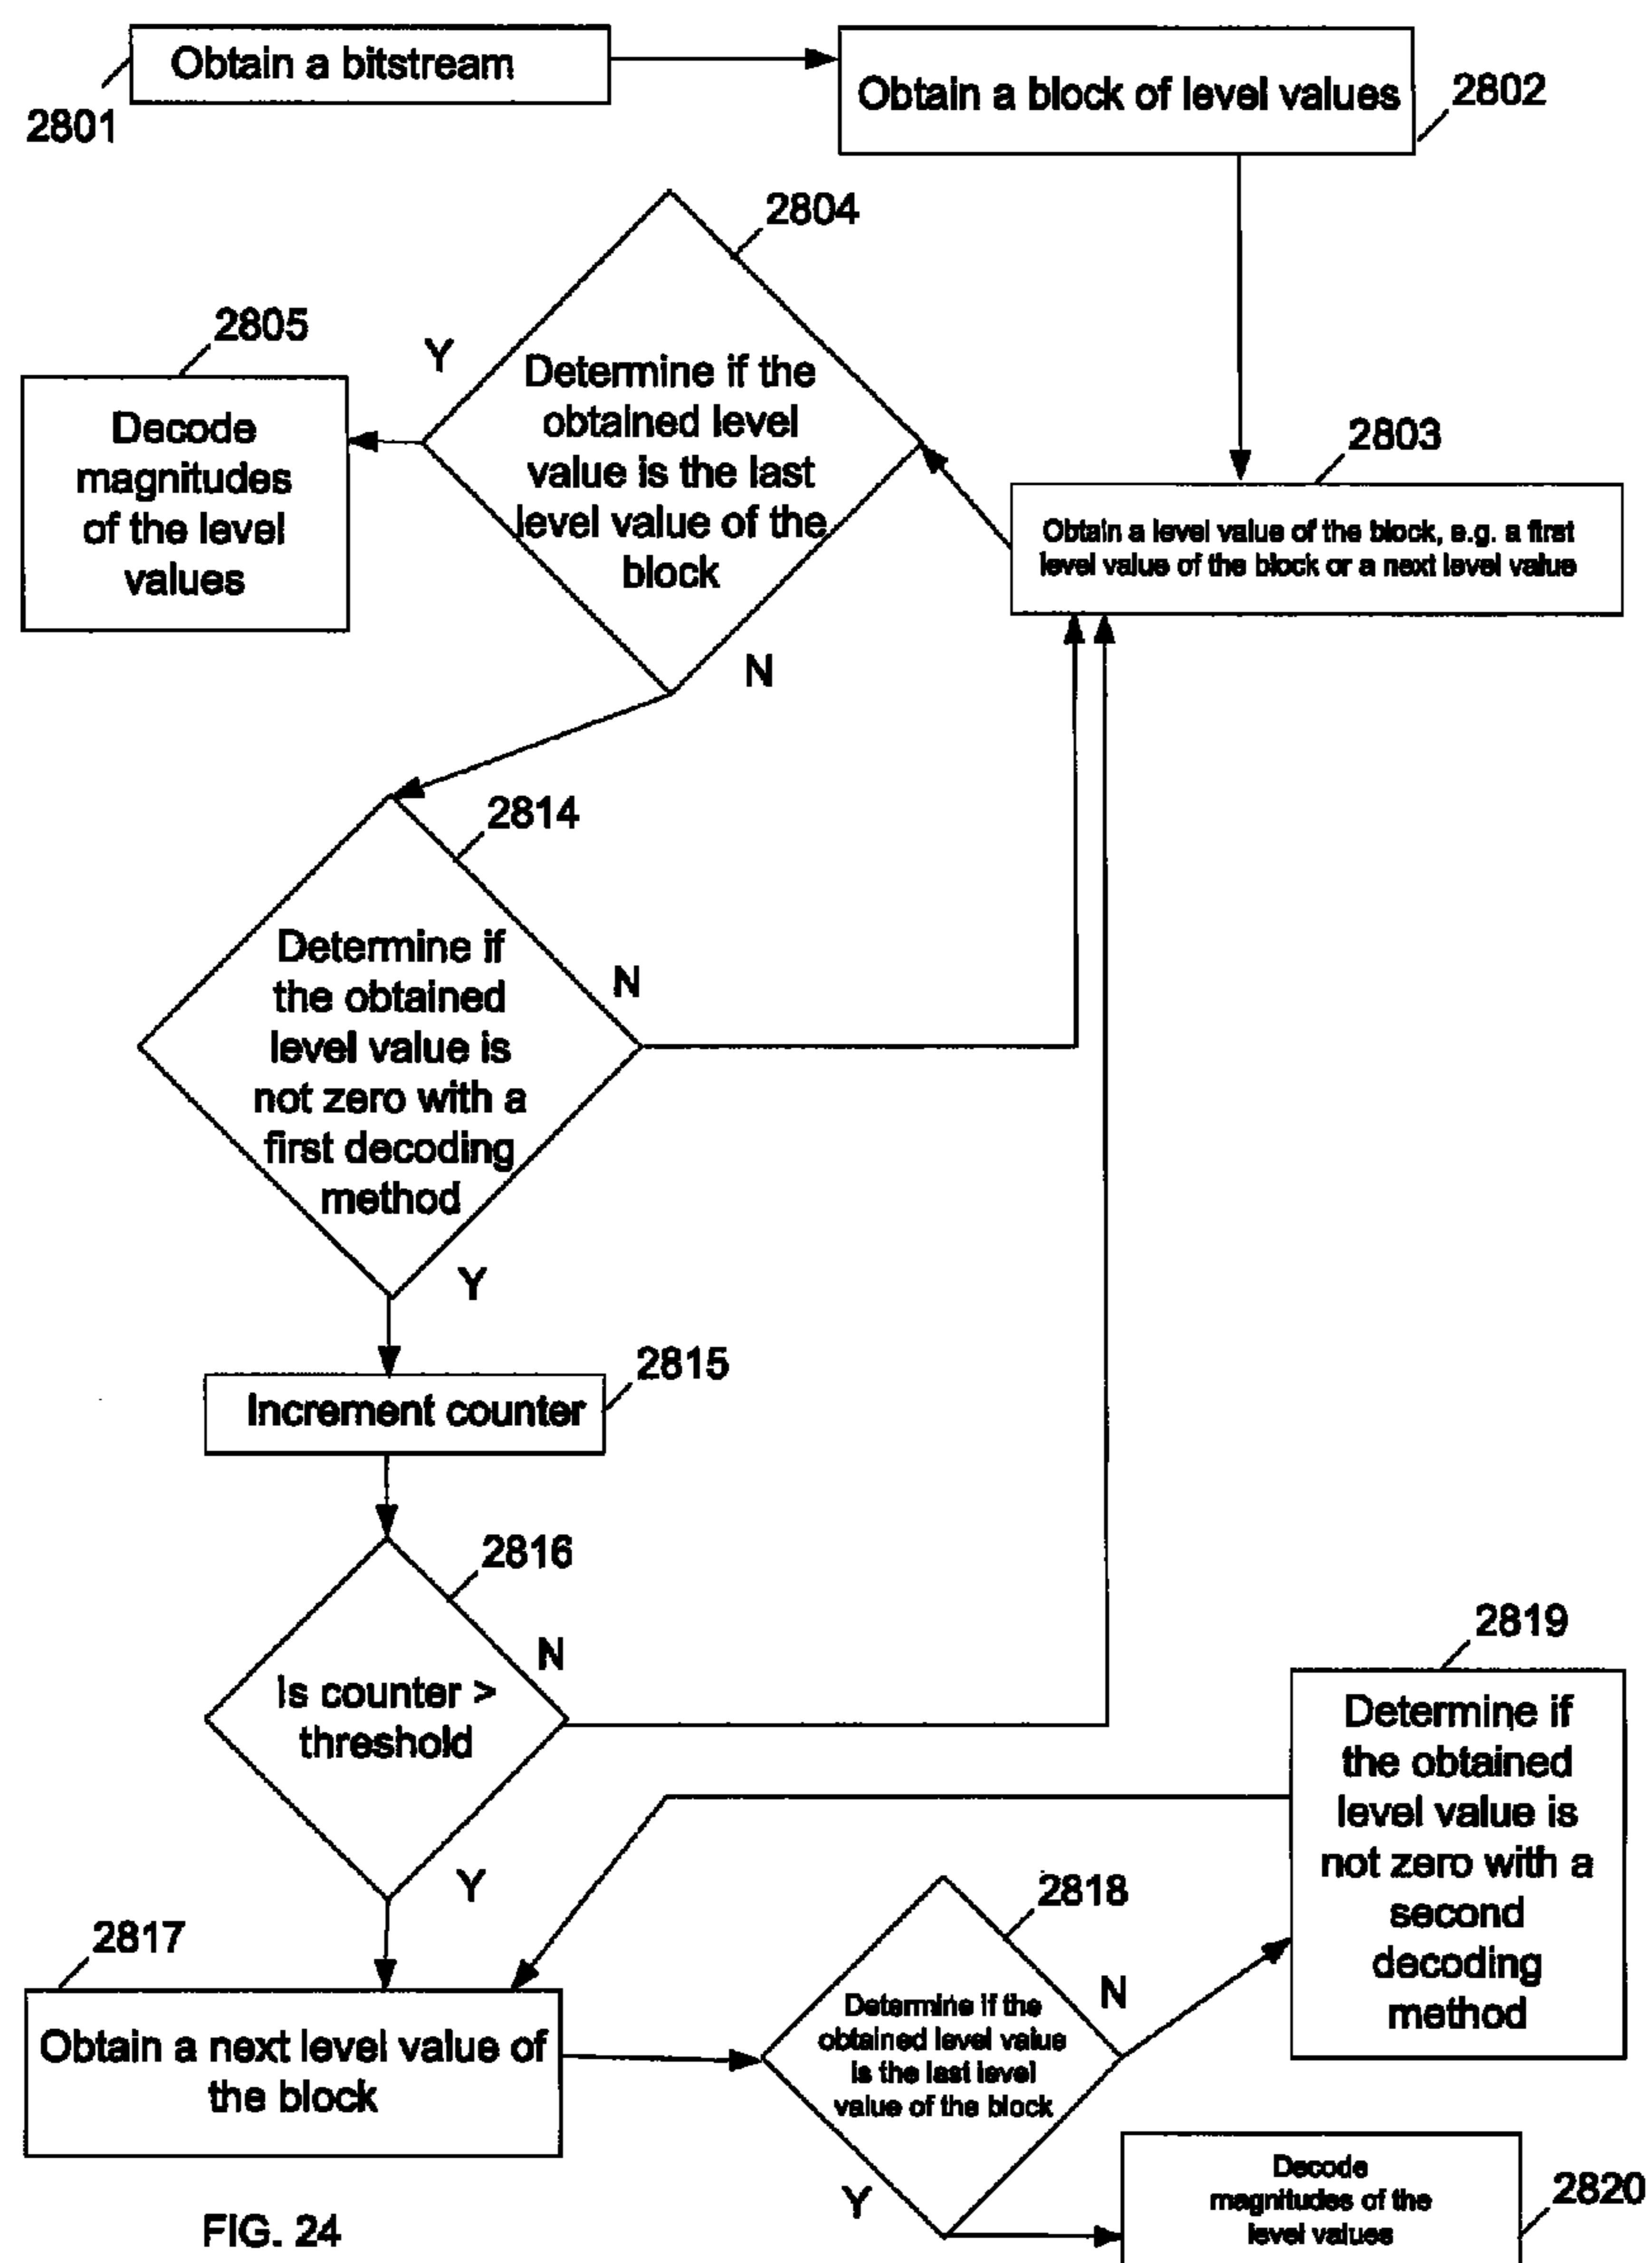 Obtain a bitstream
2801
Obtain a block of level values
2802
2804
Determine if the
obtained level
value is the last
level value of the
block
Y
N
2805
Decode
magnitudes
of the level
values
2803
Obtain a level value of the block, e.g. a first
level value of the block or a next level value
2814
Determine if
the obtained
level value is
not zero with a
first decoding
method
N
Y
2815
Increment counter
2816
Is counter >
threshold
N
Y
2819
Determine if
the obtained
level value is
not zero with a
second
decoding
method
2817
Obtain a next level value of
the block
2818
Determine if the
obtained level value
is the last level
value of the block
N
Y
Decode
magnitudes of the
level values
2820
FIG. 24